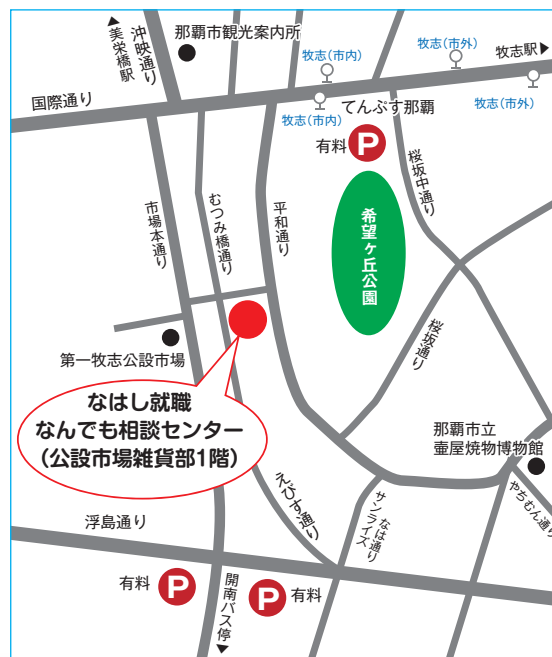 美栄橋駅
沖映通り
那覇市観光案内所
牧志(市内)
牧志(市外)
牧志駅
国際通り
牧志(市内)
牧志(市外)
てんぶす那覇
有料 P
桜坂中通り
希望ヶ丘公園
市場本通り
むつみ橋通り
平和通り
桜坂通り
第一牧志公設市場
なはし就職
なんでも相談センター
(公設市場雑貨部1階)
那覇市立
壷屋焼物博物館
やちむん通り
えびす通り
サンライズ
なは通り
浮島通り
有料 P
P 有料
開南バス停